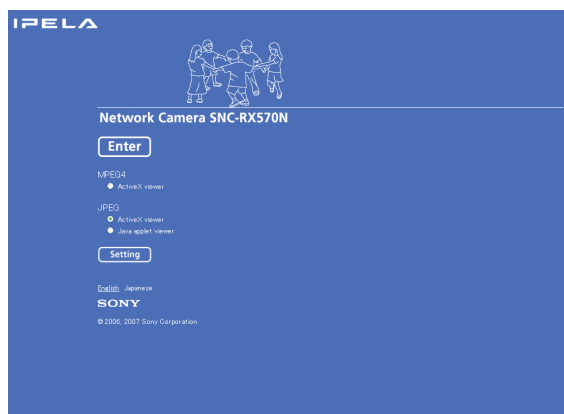 IPELA
Network Camera SNC-RX570N
Enter
MPEG4
ActiveX viewer
JPEG
ActiveX viewer
Java applet viewer
Setting
English Japanese
SONY
© 2006, 2007 Sony Corporation